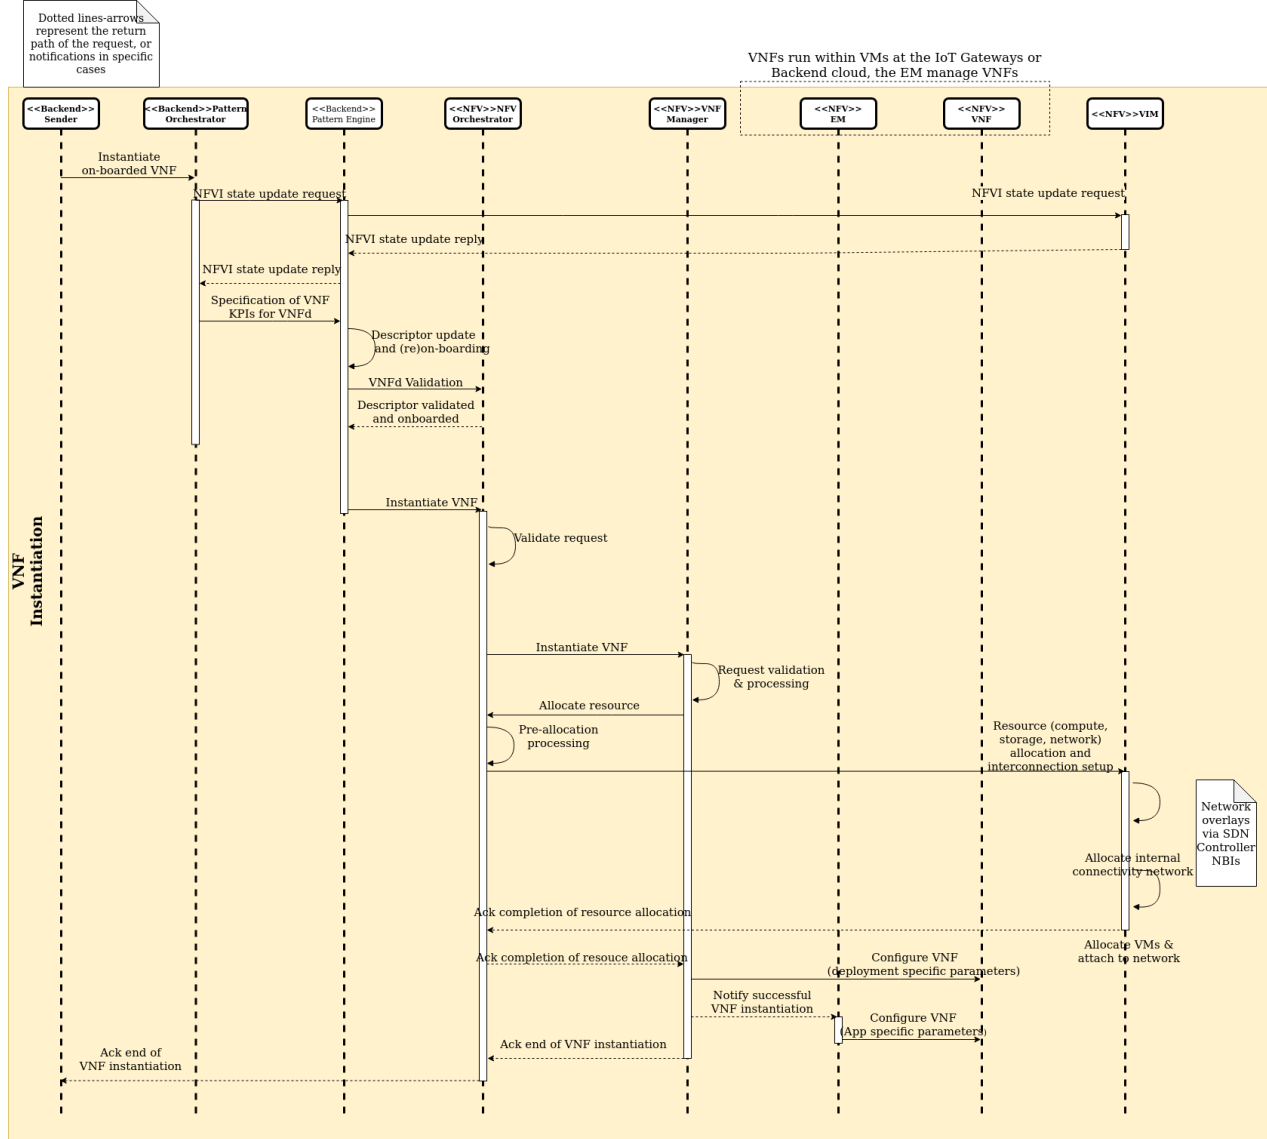 Dotted lines-arrows
represent the return
path of the request, or
notifications in specific
cases
VNFs run within VMs at the IoT Gateways or
Backend cloud, the EM manage VNFs
<<Backend>>
Sender
<<Backend>>Pattern
Orchestrator
<<Backend>>
Pattern Engine
<<NFV>>NFV
Orchestrator
<<NFV>>VNF
Manager
<<NFV>>
EM
<<NFV>>
VNF
<<NFV>>VIM
Instantiate
on-boarded VNF
NFVI state update request
NFVI state update request
NFVI state update reply
NFVI state update reply
Specification of VNF
KPIs for VNFd
Descriptor update
and (re)on-boarding
VNFd Validation
Descriptor validated
and onboarded
Instantiate VNF
VNF
Instantiation
Validate request
Instantiate VNF
Request validation
& processing
Allocate resource
Pre-allocation
processing
Resource (compute,
storage, network)
allocation and
interconnection setup
Network
overlays
via SDN
Controller
NBIs
Allocate internal
connectivity network
Ack completion of resource allocation
Allocate VMs &
attach to network
Ack completion of resouce allocation
Configure VNF
(deployment specific parameters)
Notify successful
VNF instantiation
Configure VNF
(App specific parameters)
Ack end of VNF instantiation
Ack end of
VNF instantiation